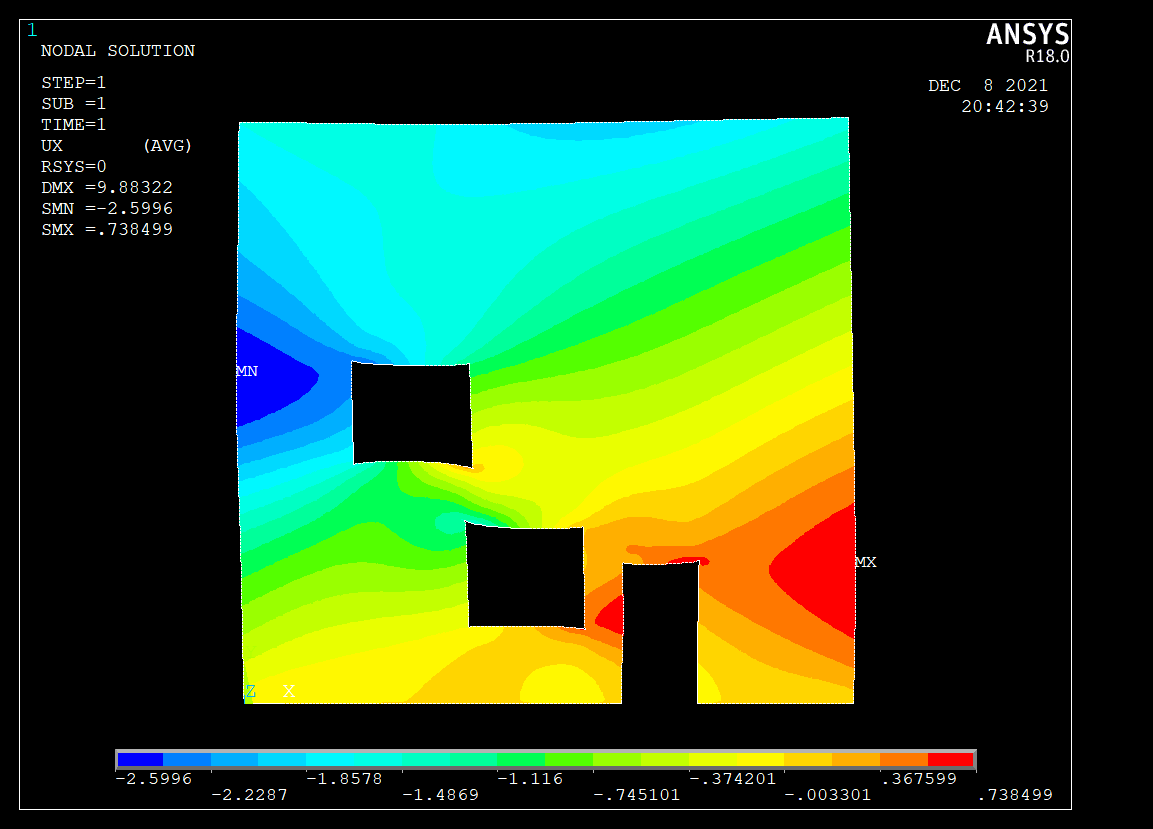 1
ANSYS
R18.0
NODAL SOLUTION
DEC  8 2021
20:42:39
STEP=1
SUB =1
TIME=1
UX       (AVG)
RSYS=0
DMX =9.88322
SMN =-2.5996
SMX =.738499
MN
MX
Z X
-2.5996 -1.8578 -1.116 -.374201 .367599
-2.2287 -1.4869 -.745101 -.003301 .738499